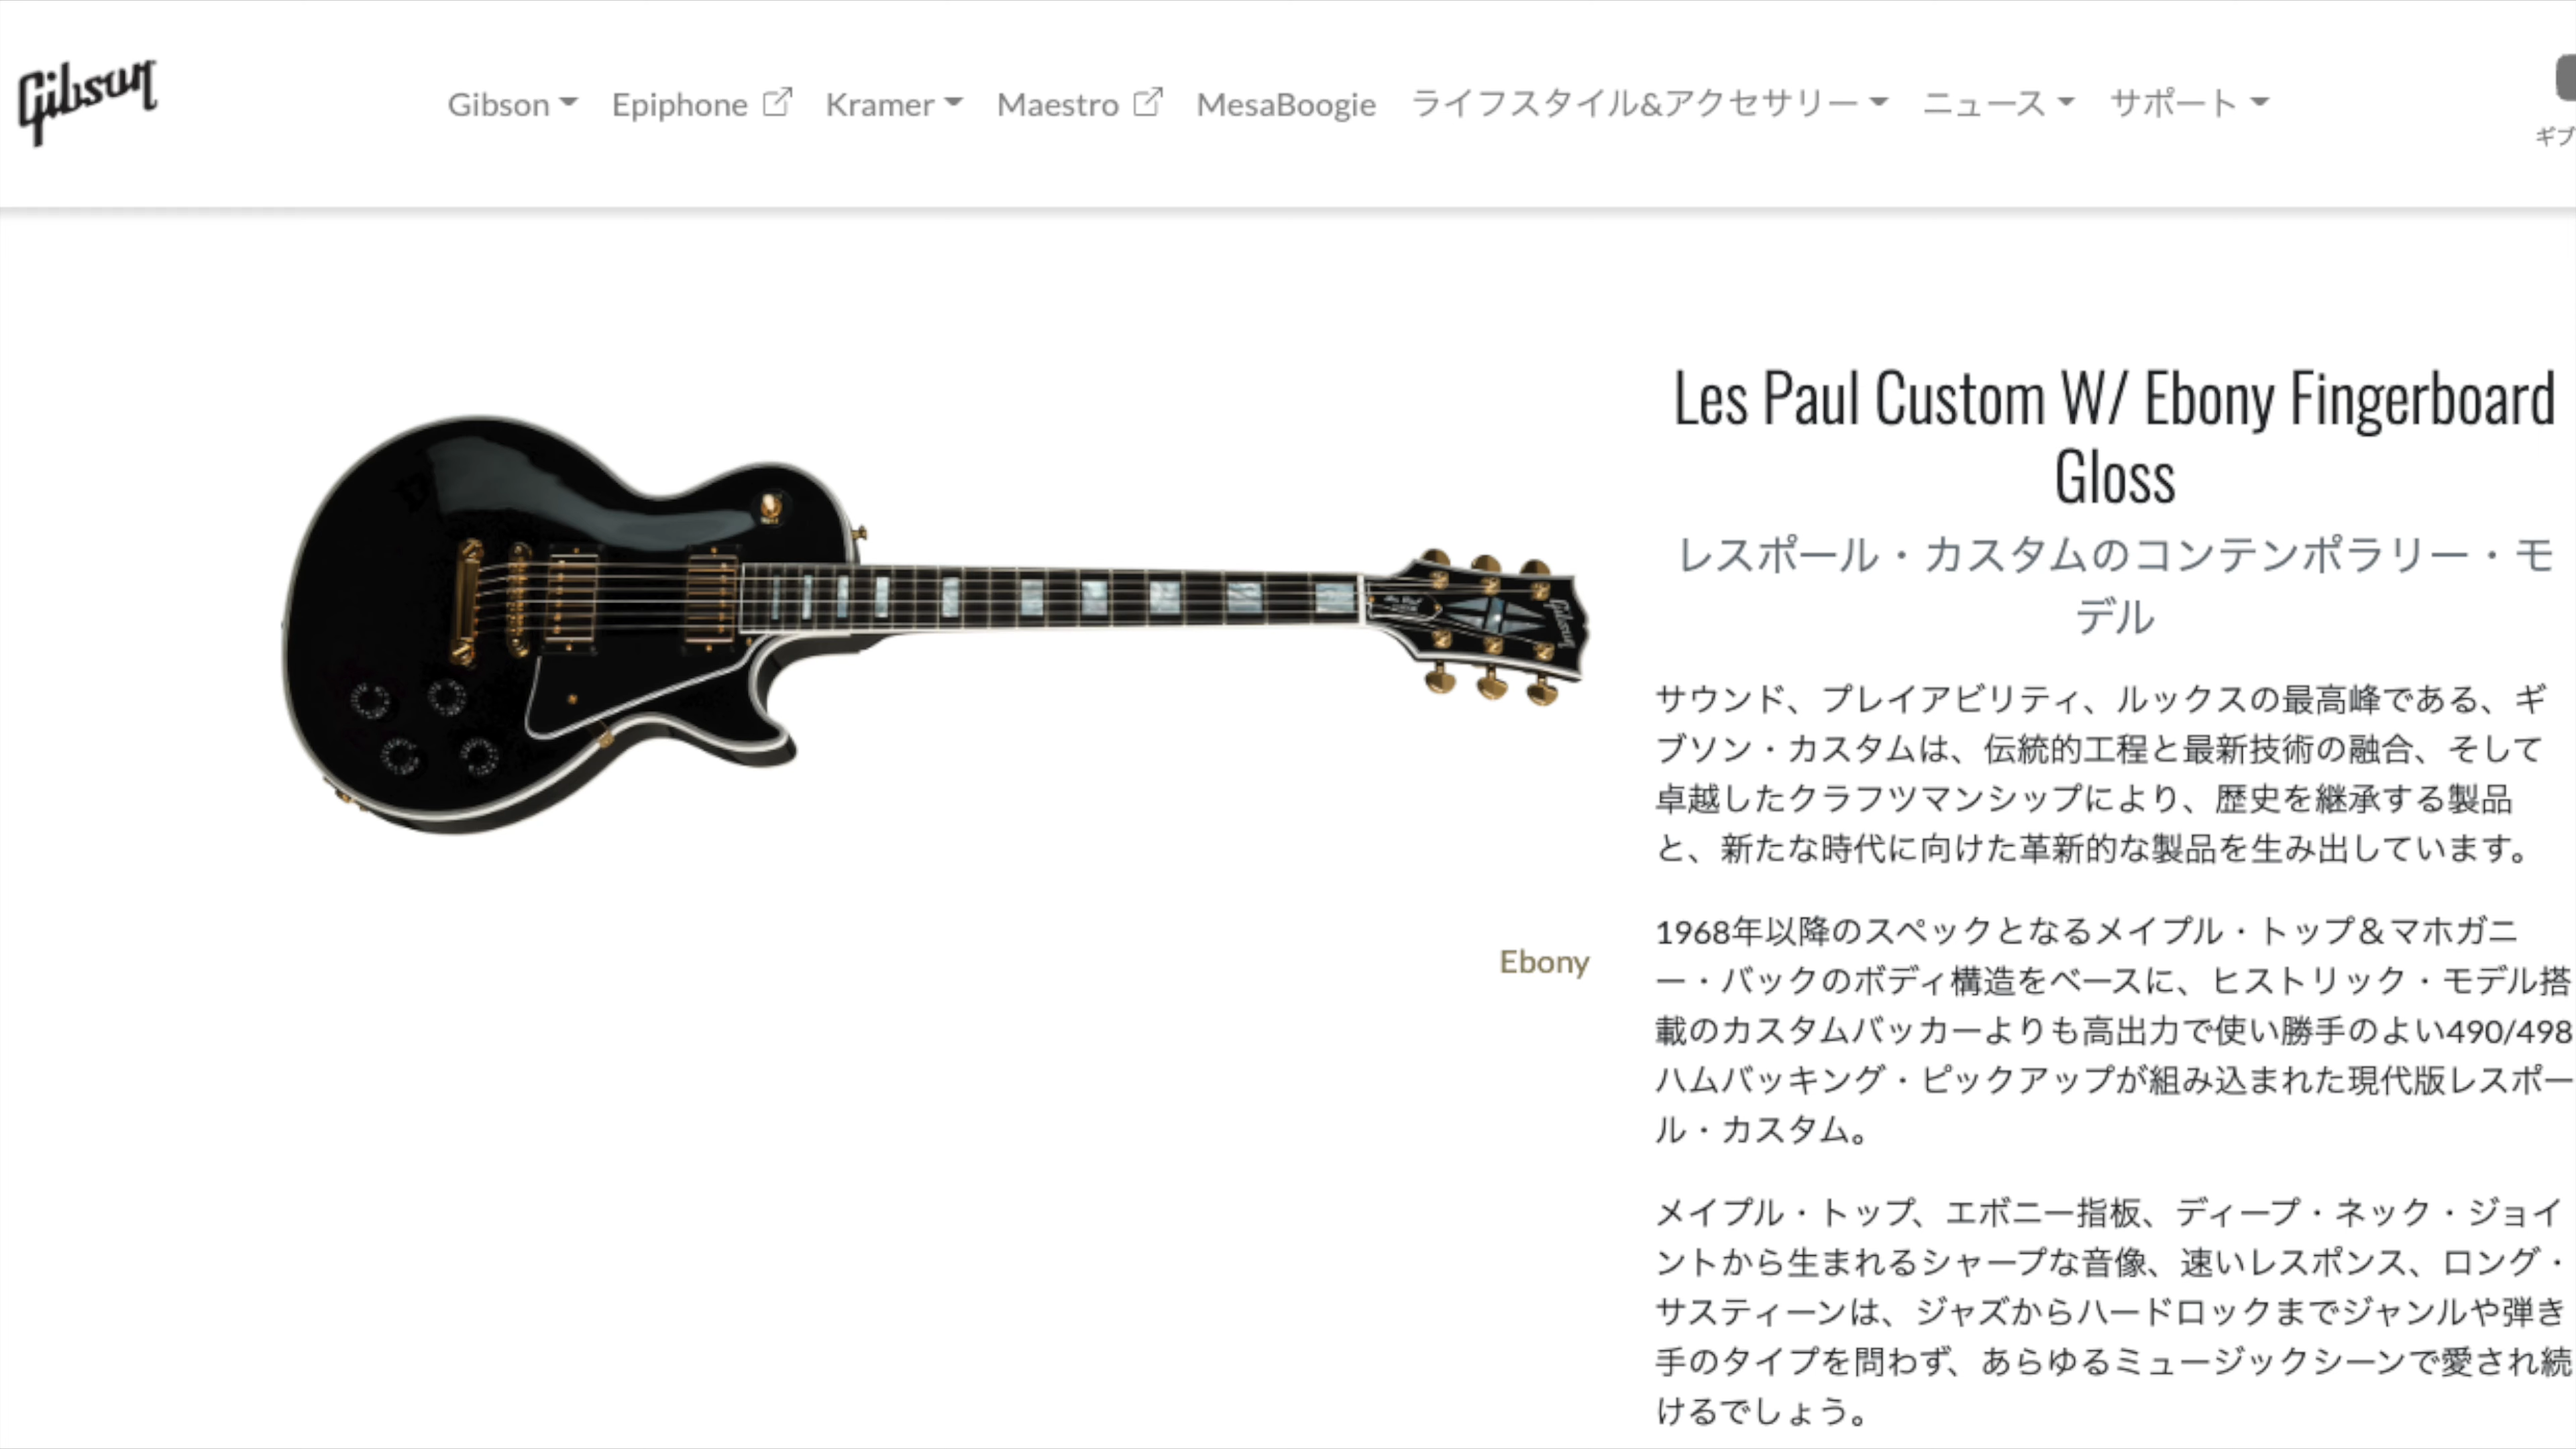 Gibson
Gibson Epiphone Kramer Maestro MesaBoogie ライフスタイル&アクセサリー ニュース サポート
ギブ
Les Paul Custom W/ Ebony Fingerboard
Gloss
レスポール・カスタムのコンテンポラリー・モ
デル
サウンド、プレイアビリティ、ルックスの最高峰である、ギ
ブソン・カスタムは、伝統的工程と最新技術の融合、そして
卓越したクラフツマンシップにより、歴史を継承する製品
と、新たな時代に向けた革新的な製品を生み出しています。
Ebony
1968年以降のスペックとなるメイプル・トップ＆マホガニ
ー・バックのボディ構造をベースに、ヒストリック・モデル搭
載のカスタムバッカーよりも高出力で使い勝手のよい490/498
ハムバッキング・ピックアップが組み込まれた現代版レスポー
ル・カスタム。
メイプル・トップ、エボニー指板、ディープ・ネック・ジョイ
ントから生まれるシャープな音像、速いレスポンス、ロング・
サスティーンは、ジャズからハードロックまでジャンルや弾き
手のタイプを問わず、あらゆるミュージックシーンで愛され続
けるでしょう。